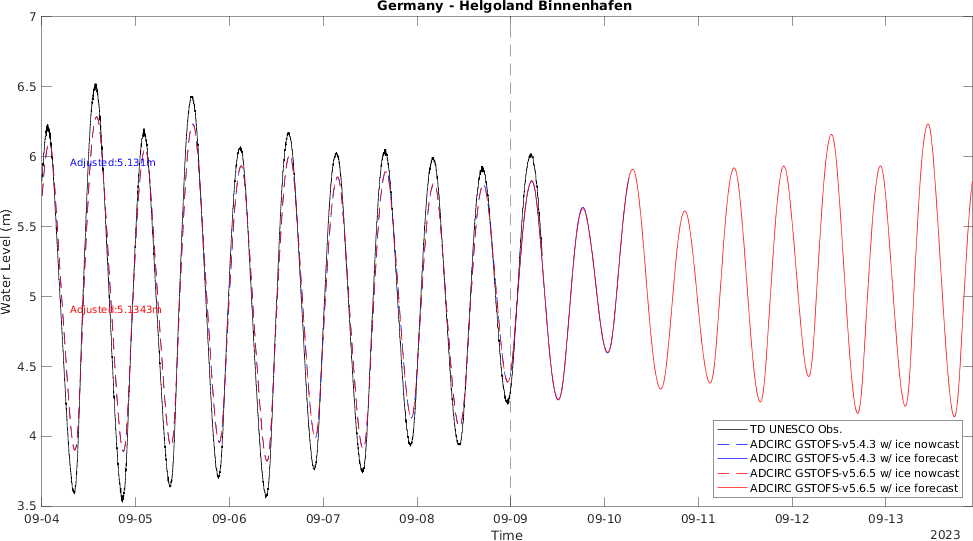 Germany - Helgoland Binnenhafen
7
6.5
6
5.5
5
4.5
4
3.5
Water Level (m)
Adjusted:5.131m
Adjusted:5.1343m
TD UNESCO Obs.
ADCIRC GSTOFS-v5.4.3 w/ ice nowcast
ADCIRC GSTOFS-v5.4.3 w/ ice forecast
ADCIRC GSTOFS-v5.6.5 w/ ice nowcast
ADCIRC GSTOFS-v5.6.5 w/ ice forecast
09-04 09-05 09-06 09-07 09-08 09-09 09-10 09-11 09-12 09-13
Time
2023